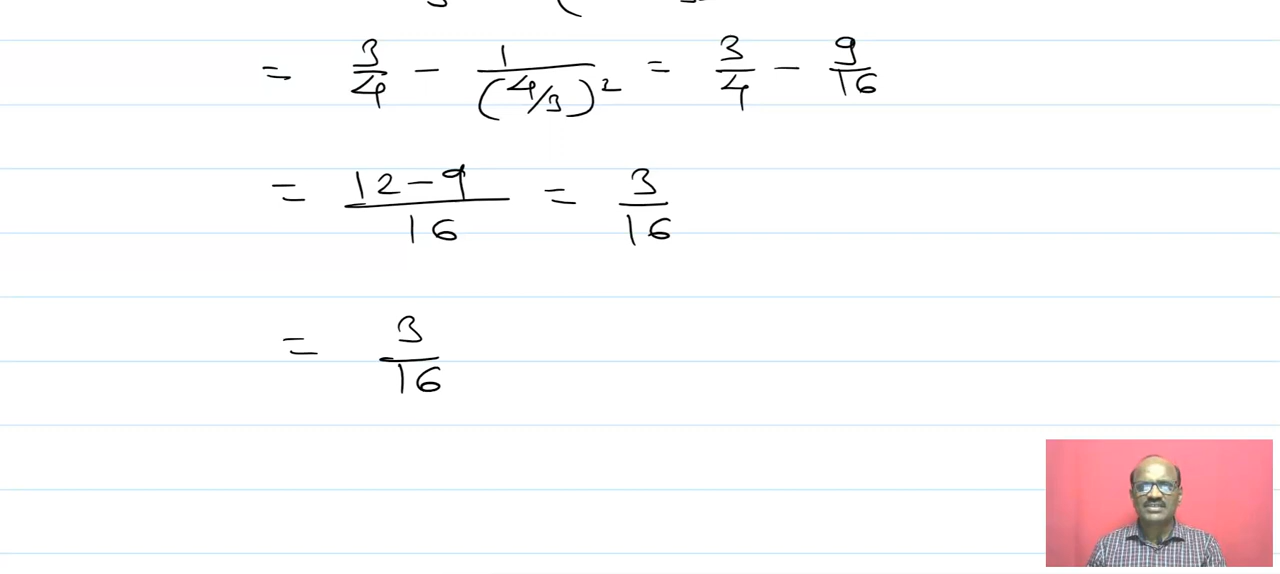 = 3/4 - 1/(4/3)² = 3/4 - 9/16
= 12-9/16 = 3/16
= 3/16